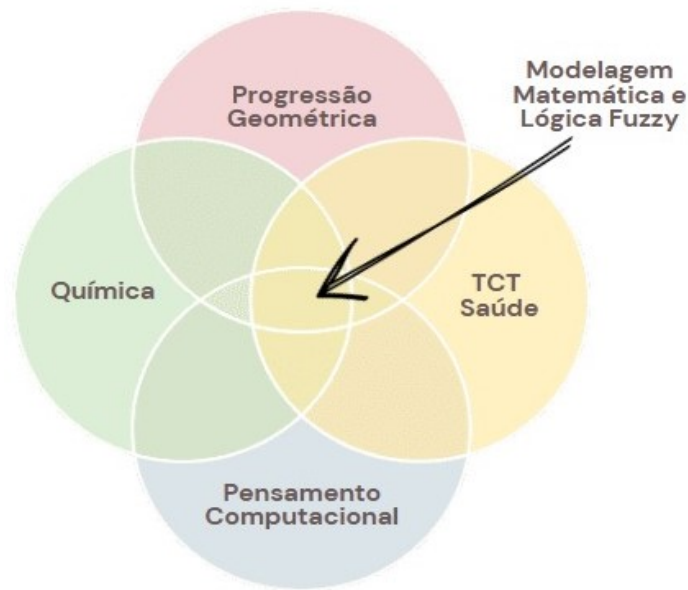 Progressão
Geométrica
Modelagem
Matemática e
Lógica Fuzzy
Química
TCT
Saúde
Pensamento
Computacional